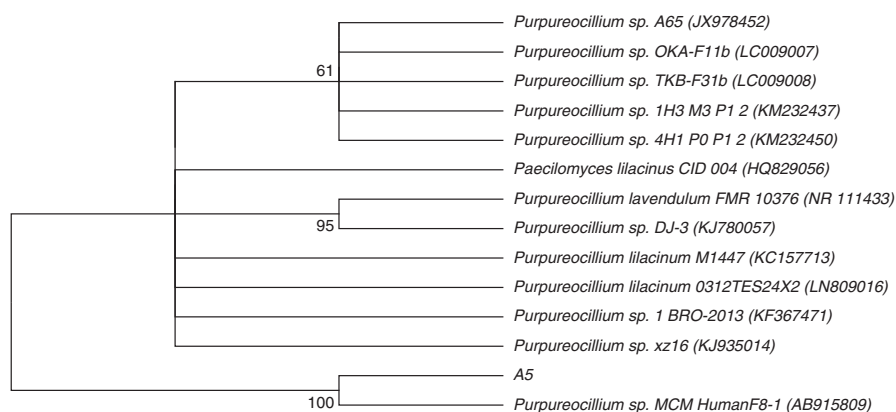 Purpureocillium sp. A65 (JX978452)
Purpureocillium sp. OKA-F11b (LC009007)
61
Purpureocillium sp. TKB-F31b (LC009008)
Purpureocillium sp. 1H3 M3 P1 2 (KM232437)
Purpureocillium sp. 4H1 P0 P1 2 (KM232450)
Paecilomyces lilacinus CID 004 (HQ829056)
Purpureocillium lavendulum FMR 10376 (NR 111433)
95
Purpureocillium sp. DJ-3 (KJ780057)
Purpureocillium lilacinum M1447 (KC157713)
Purpureocillium lilacinum 0312TES24X2 (LN809016)
Purpureocillium sp. 1 BRO-2013 (KF367471)
Purpureocillium sp. xz16 (KJ935014)
A5
100
Purpureocillium sp. MCM HumanF8-1 (AB915809)